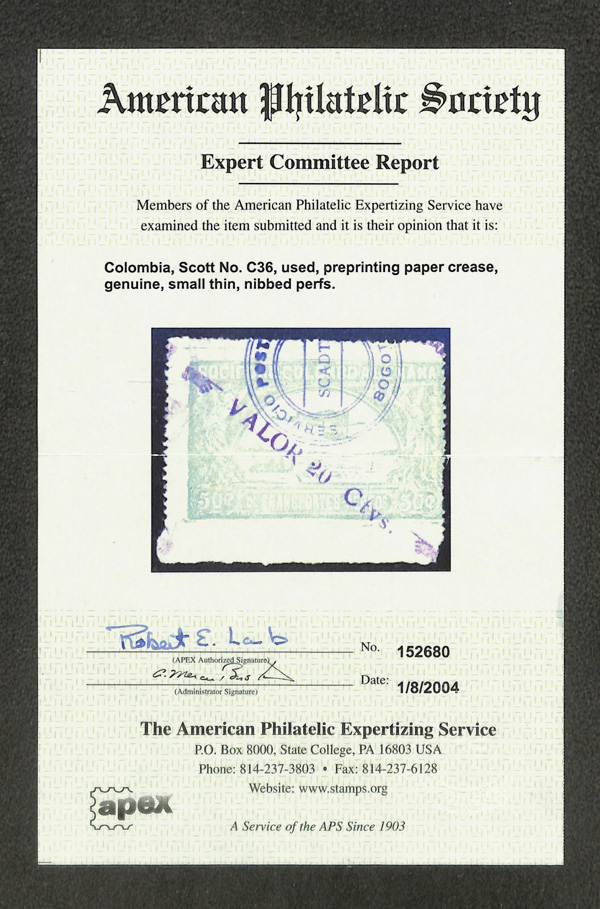 American Philatelic Society
Expert Committee Report
Members of the American Philatelic Expertizing Service have
examined the item submitted and it is their opinion that it is:
Colombia, Scott No. C36, used, preprinting paper crease,
genuine, small thin, nibbed perfs.
SERVICIO POST
SCADT
BOGOT
VALOR 20 Ctvs.
50¢
50¢
Robert E. Lamb
(APEX Authorized Signature)
No. 152680
(Administrator Signature)
Date: 1/8/2004
The American Philatelic Expertizing Service
P.O. Box 8000, State College, PA 16803 USA
Phone: 814-237-3803 • Fax: 814-237-6128
Website: www.stamps.org
apex
A Service of the APS Since 1903